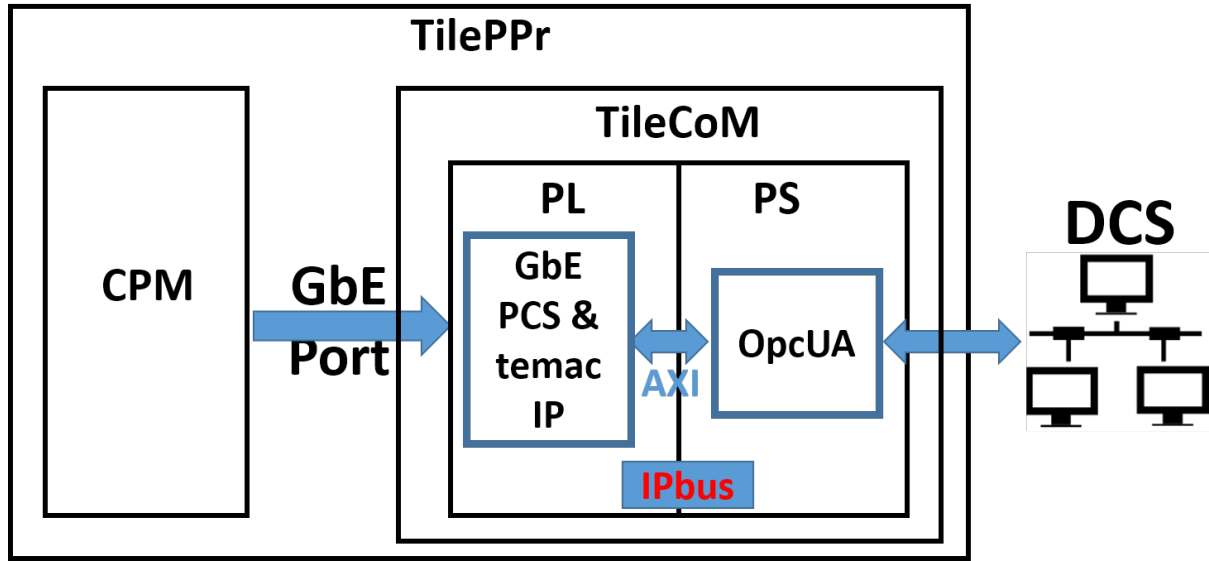 TilePPr
TileCoM
DCS
PL
PS
CPM
GbE
Port
GbE
PCS &
temac
IP
AXI
OpcUA
IPbus